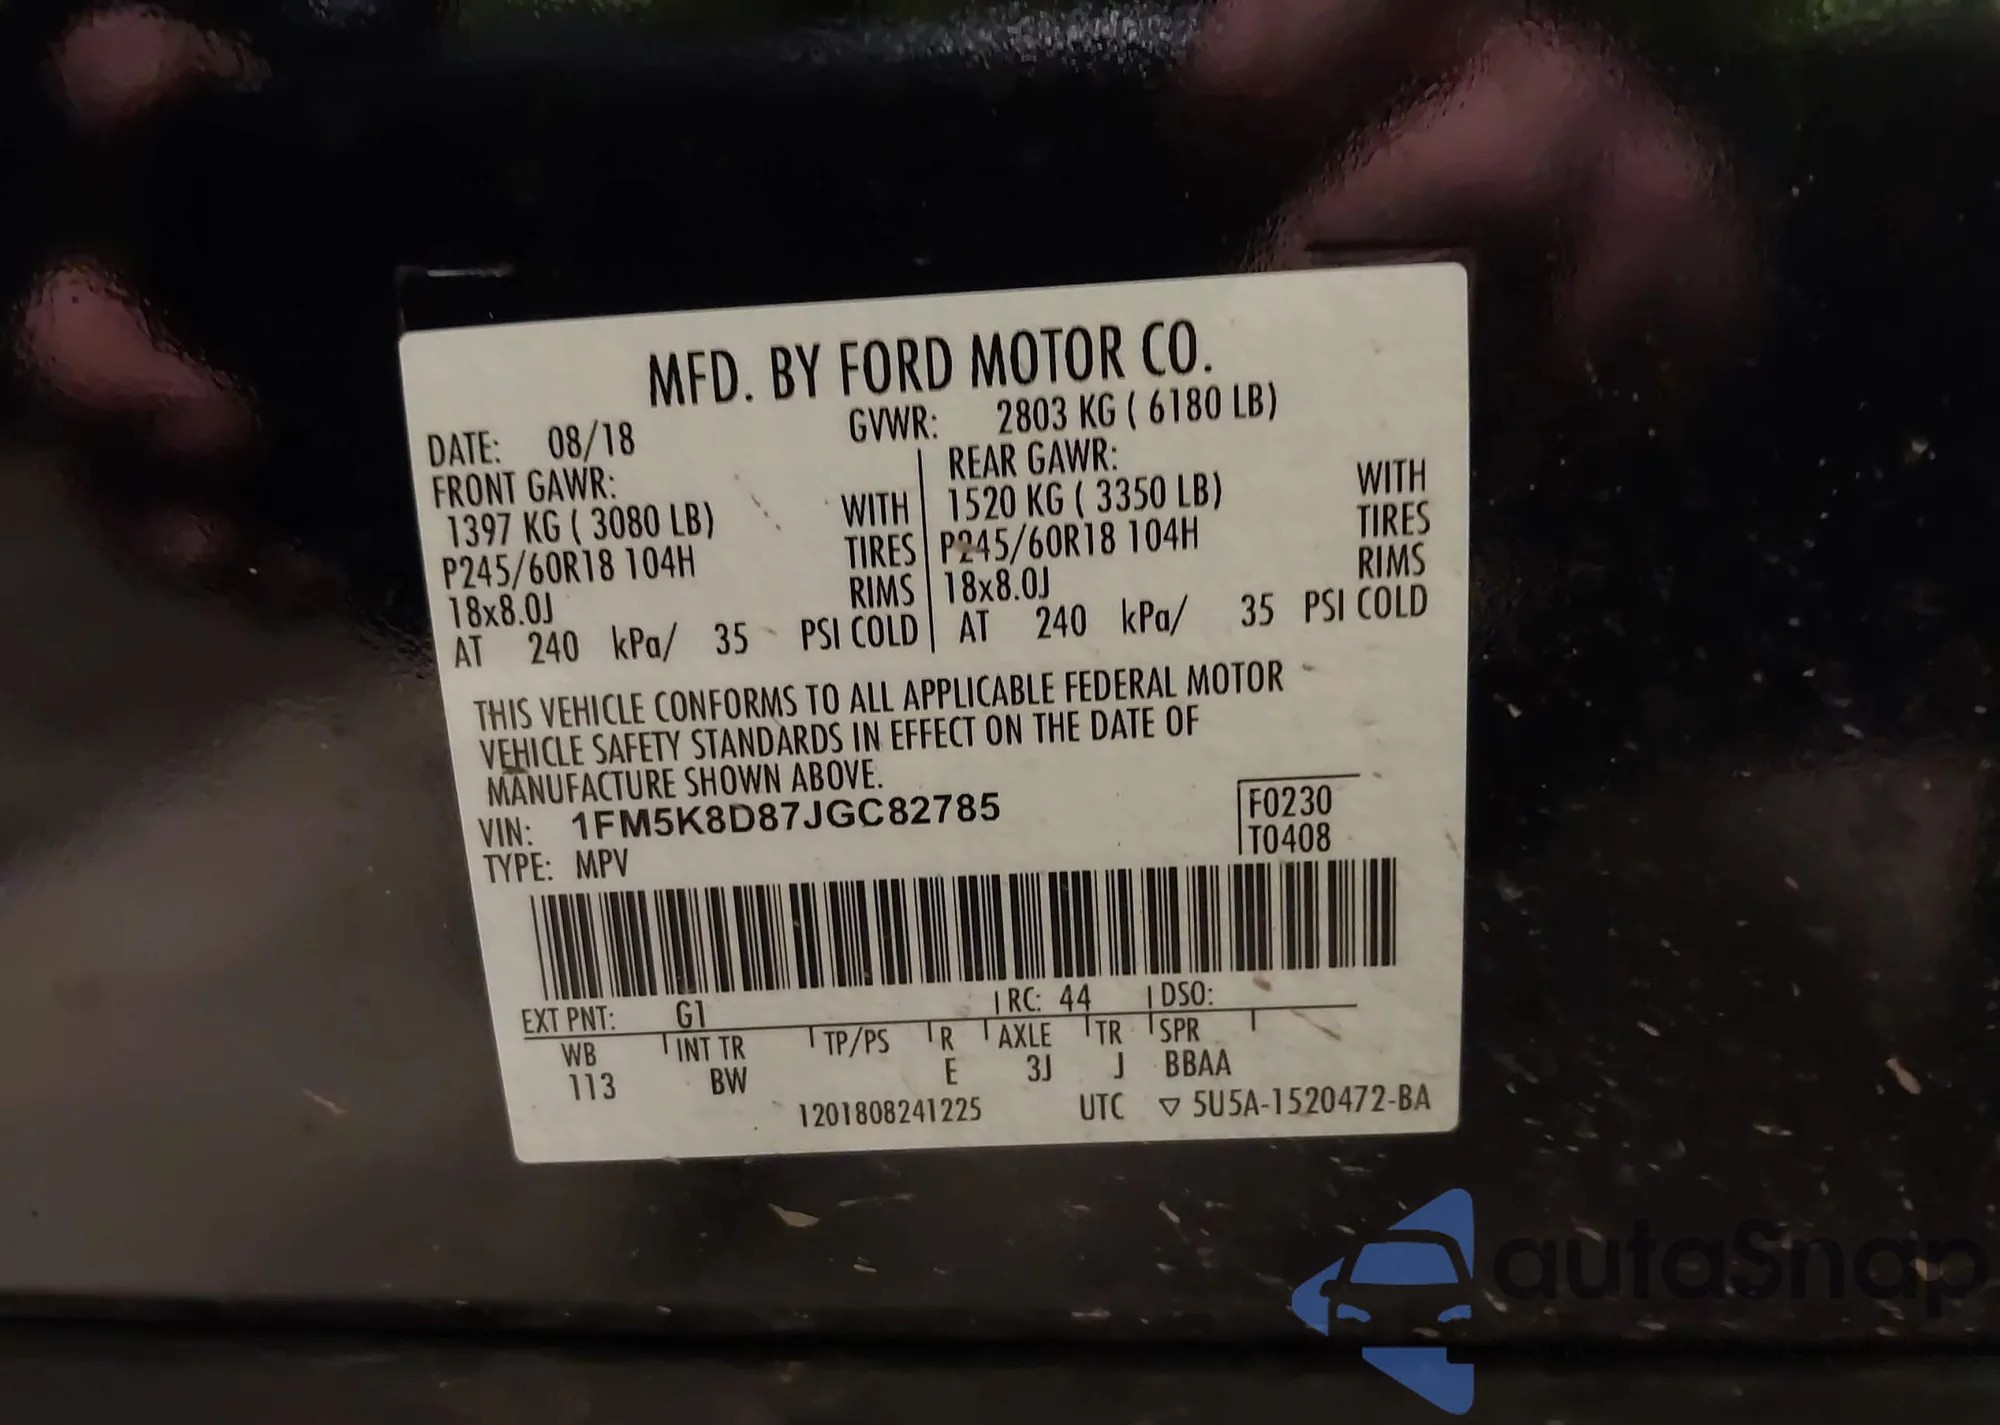 MFD. BY FORD MOTOR CO.
DATE: 08/18 GVWR: 2803 KG ( 6180 LB)
FRONT GAWR: REAR GAWR:
1397 KG ( 3080 LB) WITH 1520 KG ( 3350 LB) WITH
P245/60R18 104H TIRES P245/60R18 104H TIRES
18x8.0J RIMS 18x8.0J RIMS
AT 240 kPa/ 35 PSI COLD AT 240 kPa/ 35 PSI COLD
THIS VEHICLE CONFORMS TO ALL APPLICABLE FEDERAL MOTOR
VEHICLE SAFETY STANDARDS IN EFFECT ON THE DATE OF
MANUFACTURE SHOWN ABOVE.
VIN: 1FM5K8D87JGC82785 F0230
TYPE: MPV T0408
EXT PNT: G1 RC: 44 DSO:
WB INT TR TP/PS R AXLE TR SPR
113 BW E 3J J BBAA
1201808241225 UTC ▽ 5U5A-1520472-BA
autaSnap